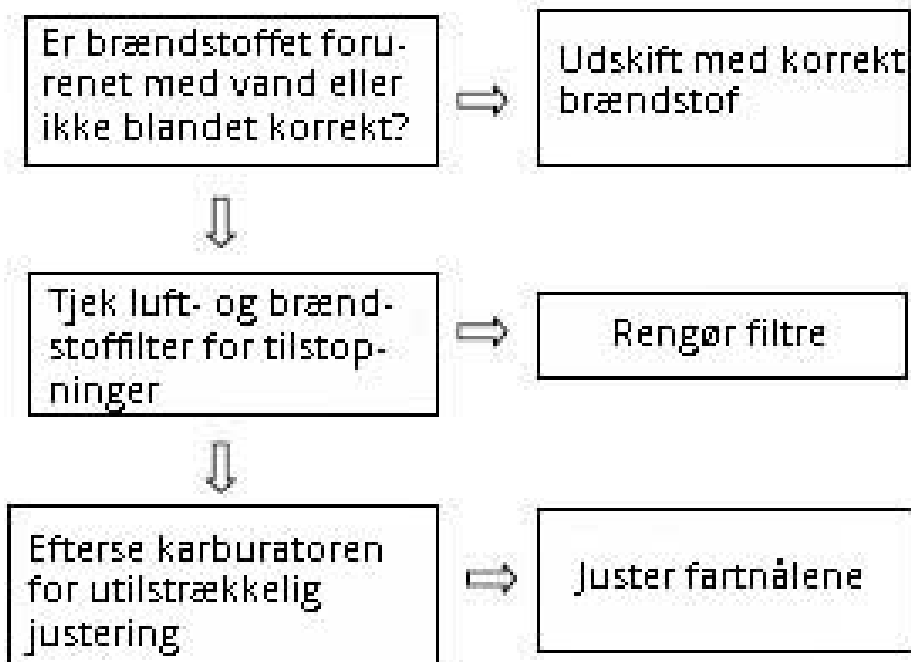 Er brændstoffet foru-
renet med vand eller
ikke blandet korrekt?
Udskift med korrekt
brændstof
Tjek luft- og brænd-
stoffilter for tilstop-
ninger
Rengør filtre
Efterse karburatoren
for utilstrækkelig
justering
Juster fartnålene